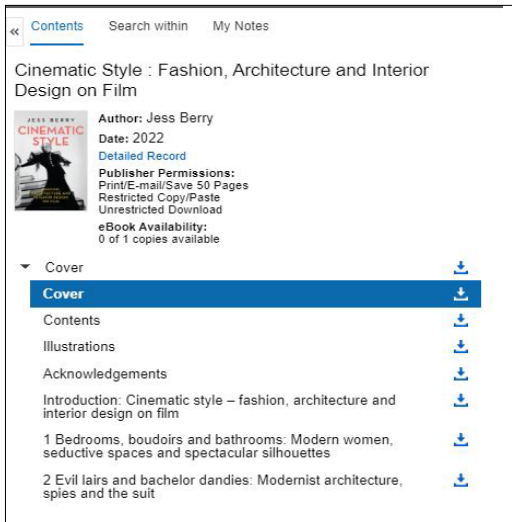 «
Contents Search within My Notes
Cinematic Style : Fashion, Architecture and Interior
Design on Film
JESS BERRY
CINEMATIC
STYLE
Author: Jess Berry
Date: 2022
Detailed Record
Publisher Permissions:
Print/E-mail/Save 50 Pages
Restricted Copy/Paste
Unrestricted Download
eBook Availability:
0 of 1 copies available
Cover
Cover
Contents
Illustrations
Acknowledgements
Introduction: Cinematic style – fashion, architecture and
interior design on film
1 Bedrooms, boudoirs and bathrooms: Modern women,
seductive spaces and spectacular silhouettes
2 Evil lairs and bachelor dandies: Modernist architecture,
spies and the suit